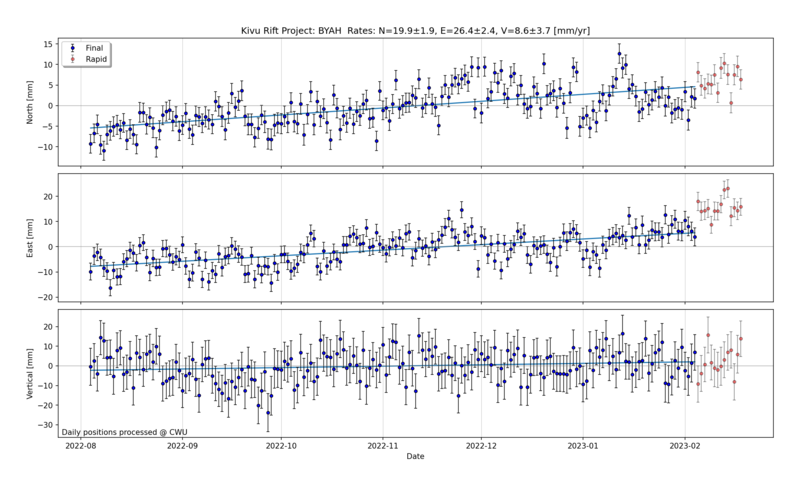 Kivu Rift Project: BYAH  Rates: N=19.9±1.9, E=26.4±2.4, V=8.6±3.7 [mm/yr]
Final
Rapid
North [mm]
15
10
5
0
−5
−10
East [mm]
20
10
0
−10
−20
Vertical [mm]
20
10
0
−10
−20
−30
Daily positions processed @ CWU
2022-08 2022-09 2022-10 2022-11 2022-12 2023-01 2023-02
Date